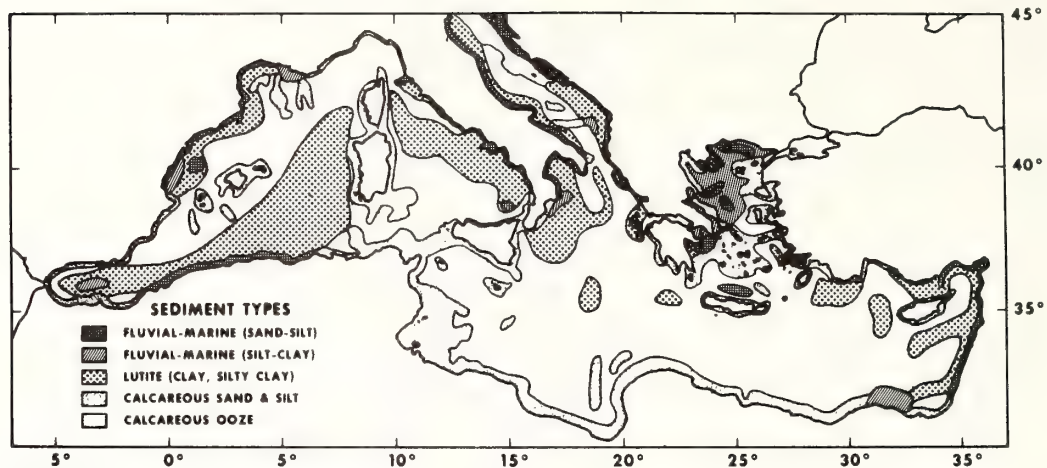 45°
40°
35°
SEDIMENT TYPES
FLUVIAL-MARINE (SAND-SILT)
FLUVIAL-MARINE (SILT-CLAY)
LUTITE (CLAY, SILTY CLAY)
CALCAREOUS SAND & SILT
CALCAREOUS OOZE
5° 0° 5° 10° 15° 20° 25° 30° 35°